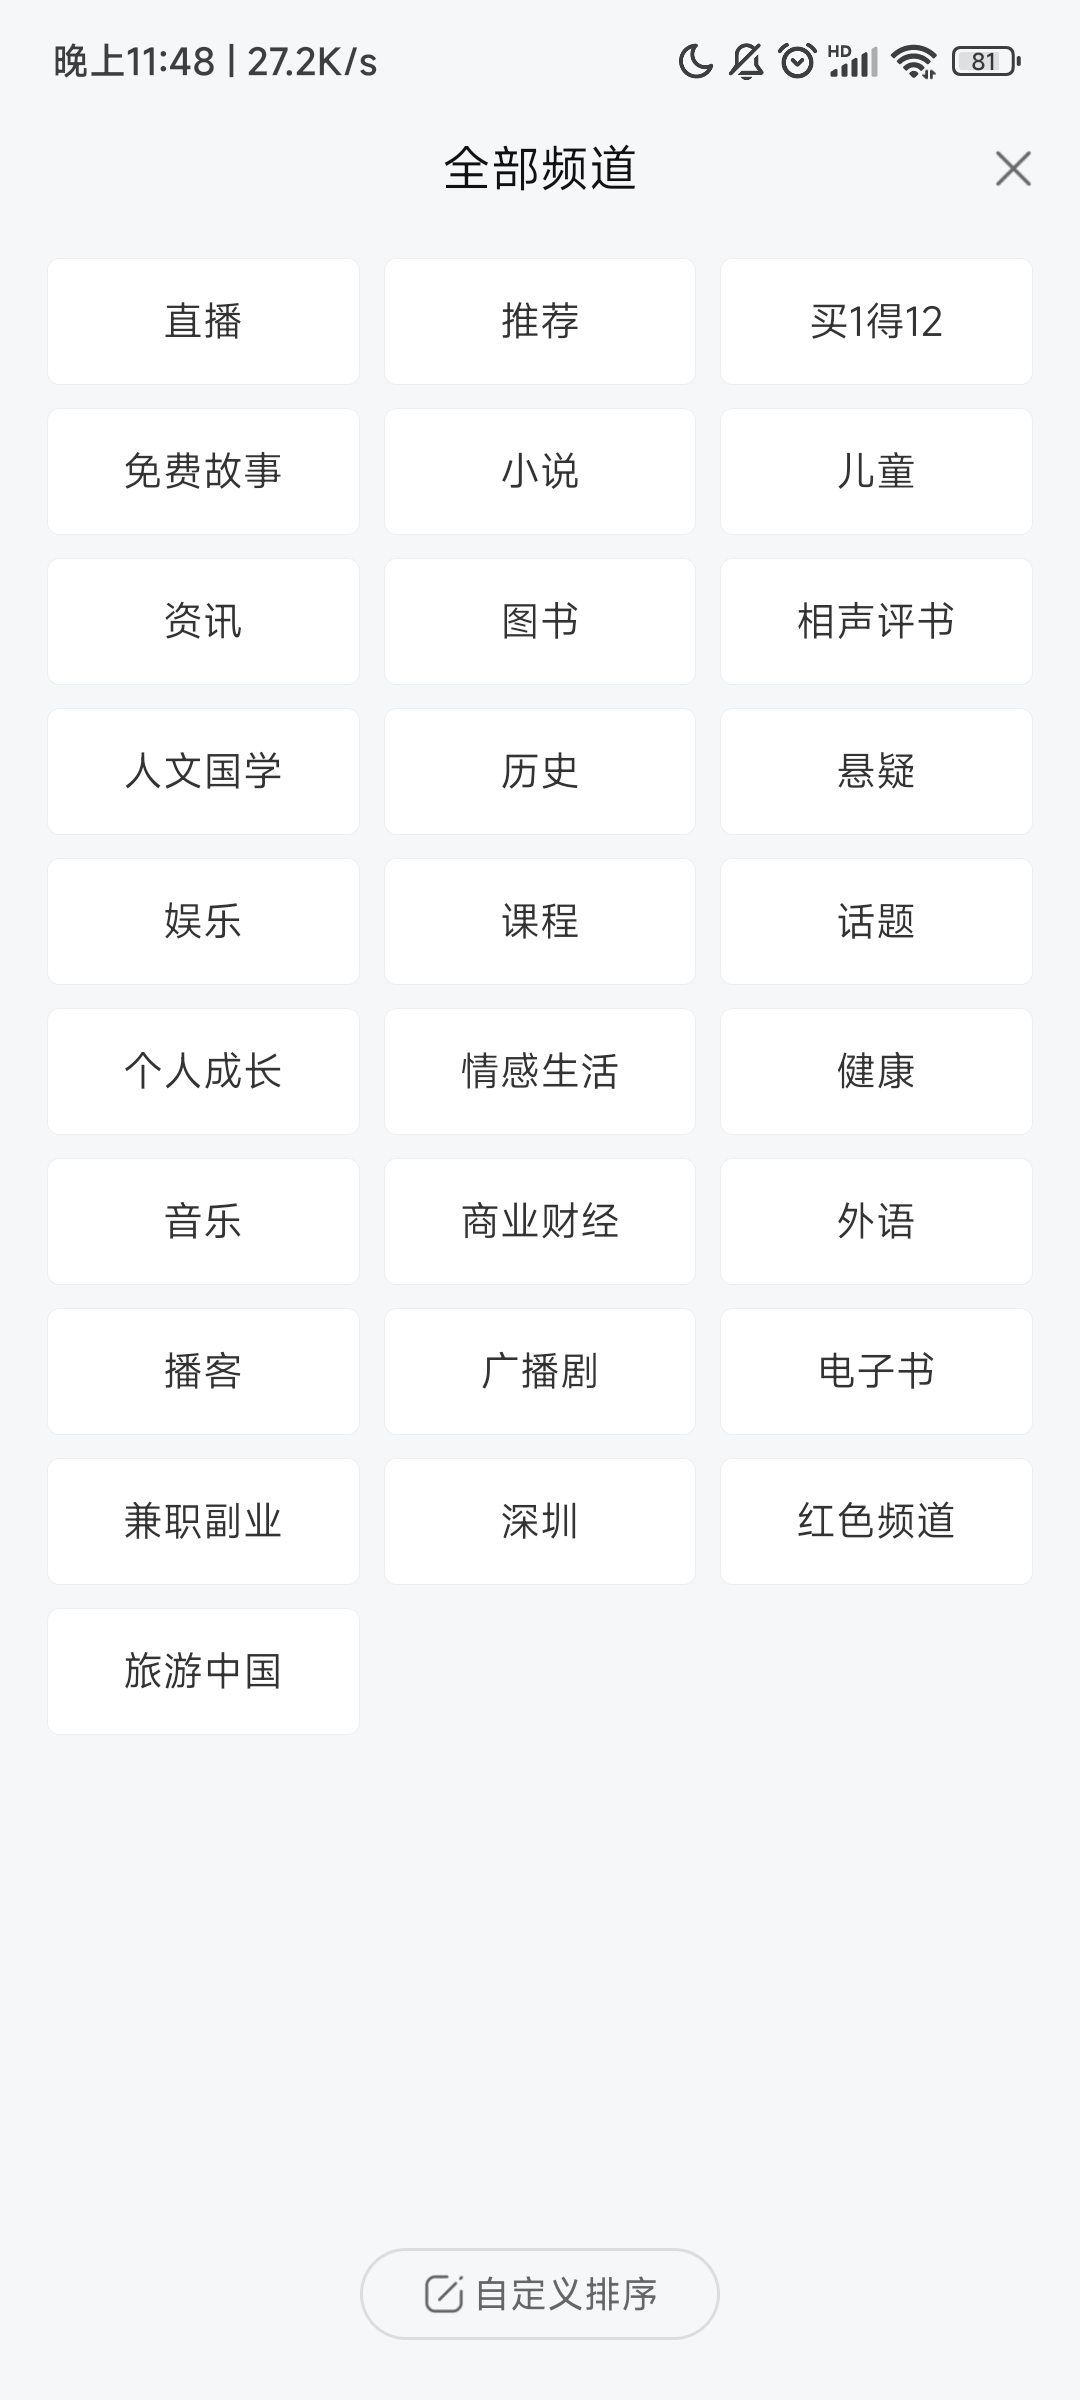 晚上11:48 | 27.2K/s HD 81
全部频道
直播 推荐 买1得12
免费故事 小说 儿童
资讯 图书 相声评书
人文国学 历史 悬疑
娱乐 课程 话题
个人成长 情感生活 健康
音乐 商业财经 外语
播客 广播剧 电子书
兼职副业 深圳 红色频道
旅游中国
自定义排序